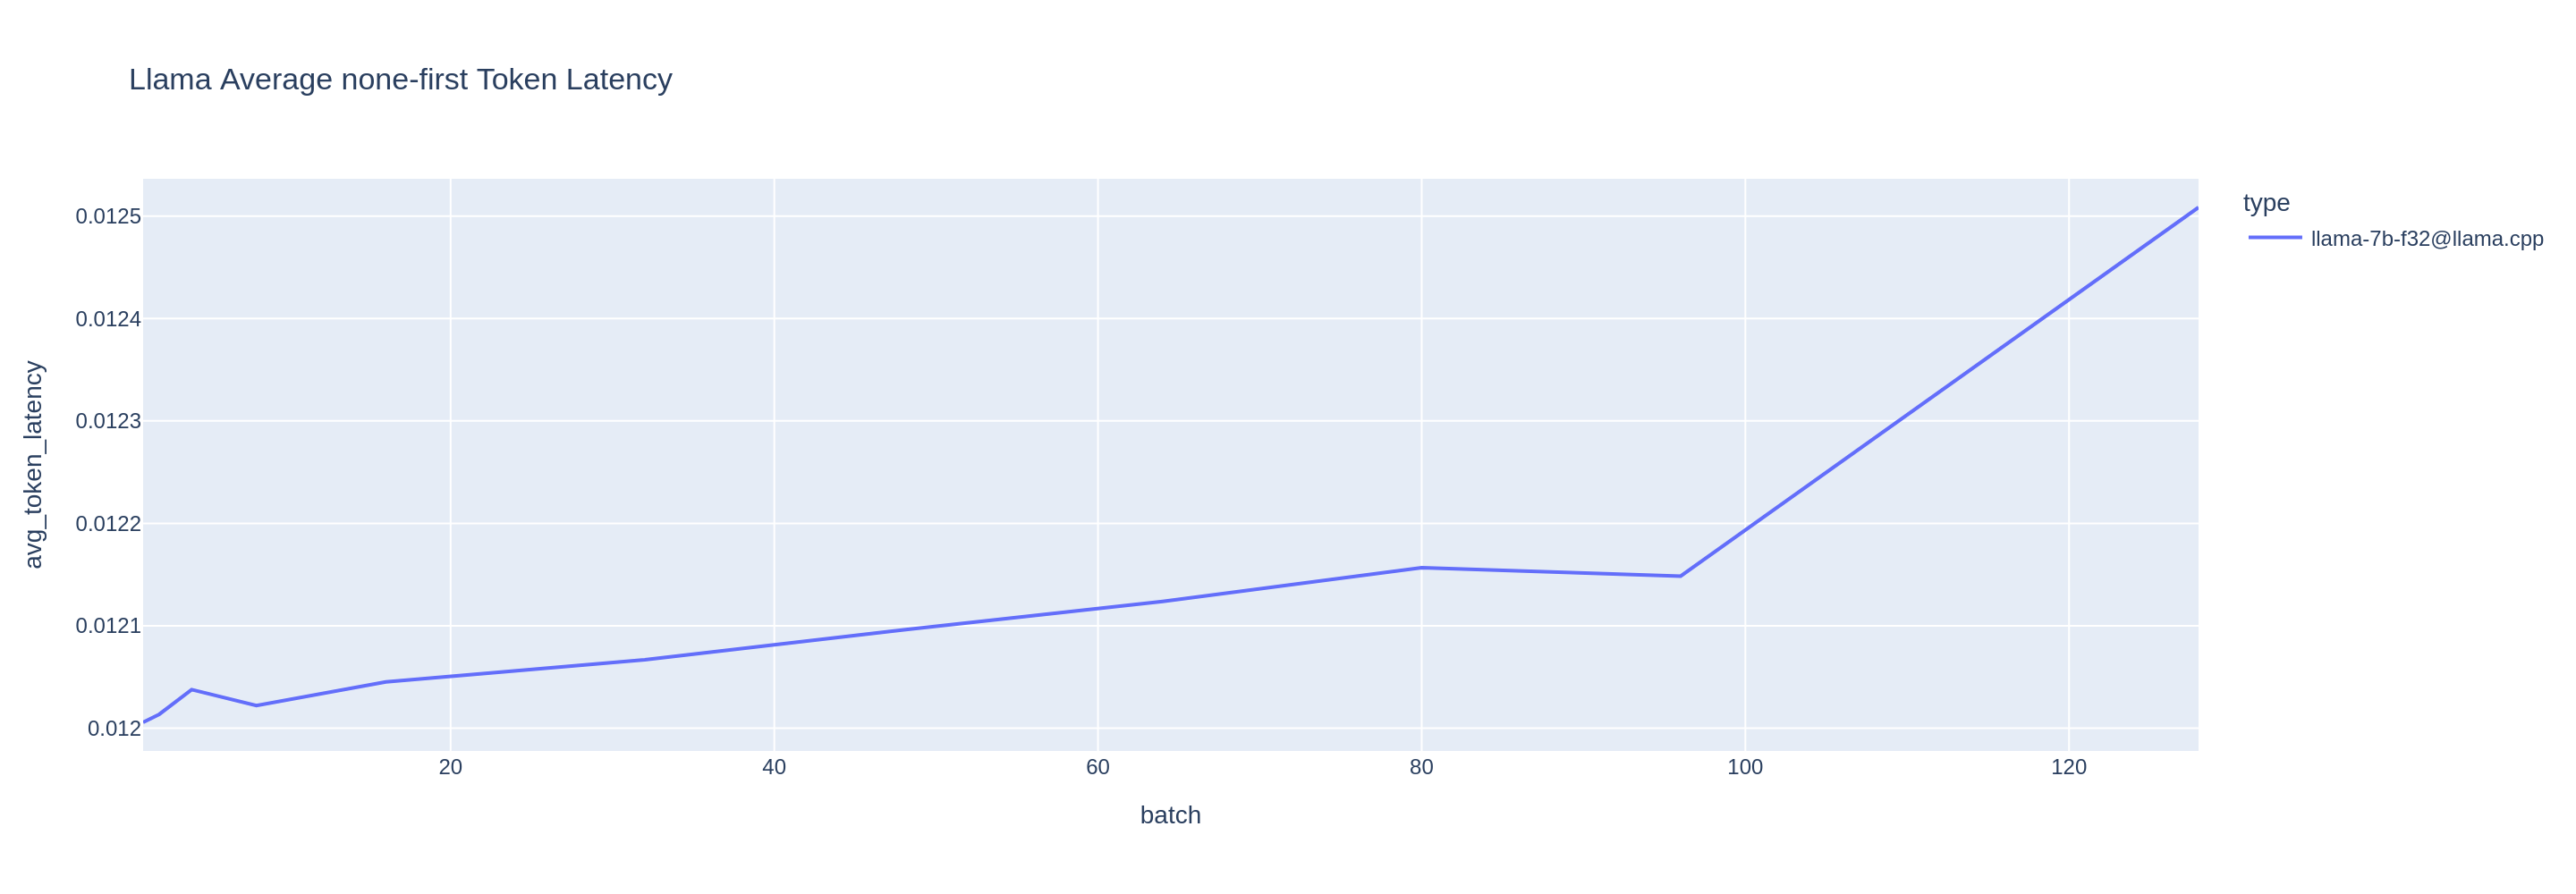 Llama Average none-first Token Latency
0.0125
0.0124
0.0123
0.0122
0.0121
0.012
avg_token_latency
20 40 60 80 100 120
batch
type
llama-7b-f32@llama.cpp